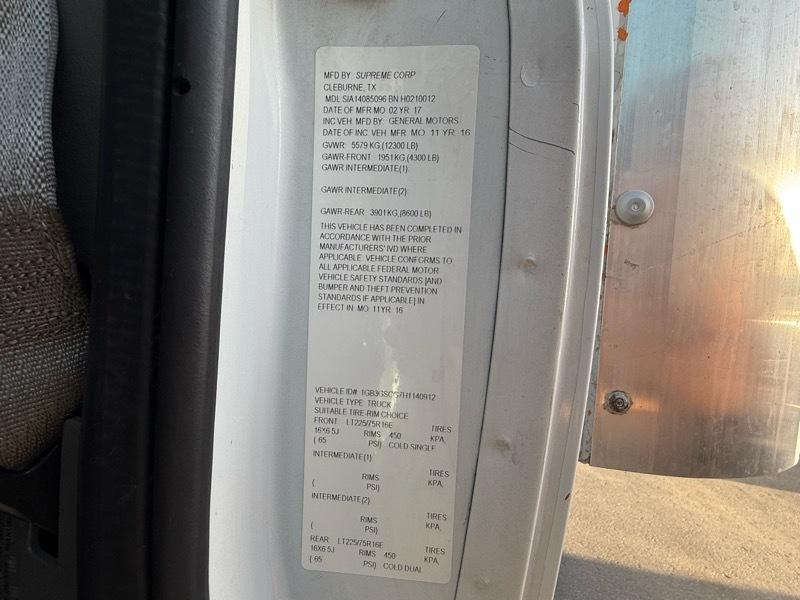 MFD BY: SUPREME CORP
CLEBURNE, TX
MDL SIA14085096 BN H0210012
DATE OF MFR MO 02 YR 17
INC VEH. MFD BY: GENERAL MOTORS
DATE OF INC. VEH. MFR MO. 11 YR 16
GVWR: 5579 KG,(12300 LB)
GAWR-FRONT 1951 KG,(4300 LB)
GAWR INTERMEDIATE(1):
GAWR INTERMEDIATE(2):
GAWR-REAR 3901KG,(8600 LB)
THIS VEHICLE HAS BEEN COMPLETED IN
ACCORDANCE WITH THE PRIOR
MANUFACTURERS' IVD WHERE
APPLICABLE. VEHICLE CONFORMS TO
ALL APPLICABLE FEDERAL MOTOR
VEHICLE SAFETY STANDARDS [AND
BUMPER AND THEFT PREVENTION
STANDARDS IF APPLICABLE] IN
EFFECT IN MO. 11 YR. 16
VEHICLE ID# 1GB3GSCG7H1140912
VEHICLE TYPE TRUCK
SUITABLE TIRE-RIM CHOICE
FRONT LT225/75R16E TIRES
16X6.5J RIMS 450 KPA,
( 65 PSI) COLD SINGLE
INTERMEDIATE(1) TIRES
RIMS KPA,
( PSI)
INTERMEDIATE(2) TIRES
RIMS KPA,
( PSI)
REAR LT225/75R16E TIRES
16X6.5J RIMS 450 KPA,
( 65 PSI) COLD DUAL